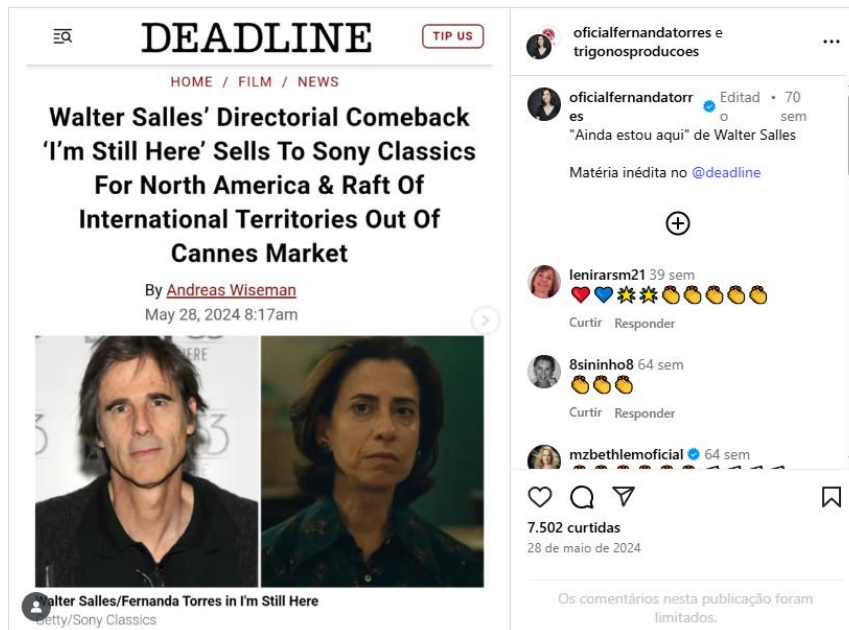 DEADLINE
TIP US
HOME / FILM / NEWS
Walter Salles’ Directorial Comeback
‘I’m Still Here’ Sells To Sony Classics
For North America & Raft Of
International Territories Out Of
Cannes Market
By Andreas Wiseman
May 28, 2024 8:17am
Walter Salles/Fernanda Torres in I'm Still Here
Getty/Sony Classics
oficialfernandatorres e
trigonosproducoes
oficialfernandatorr
es
Editad
o
• 70
sem
"Ainda estou aqui" de Walter Salles
Matéria inédita no @deadline
lenirarsm21 39 sem
❤️💙🌟🌟👏👏👏👏👏
Curtir Responder
8sininho8 64 sem
👏👏👏
Curtir Responder
mzbethlemoficial 64 sem
7.502 curtidas
28 de maio de 2024
Os comentários nesta publicação foram
limitados.